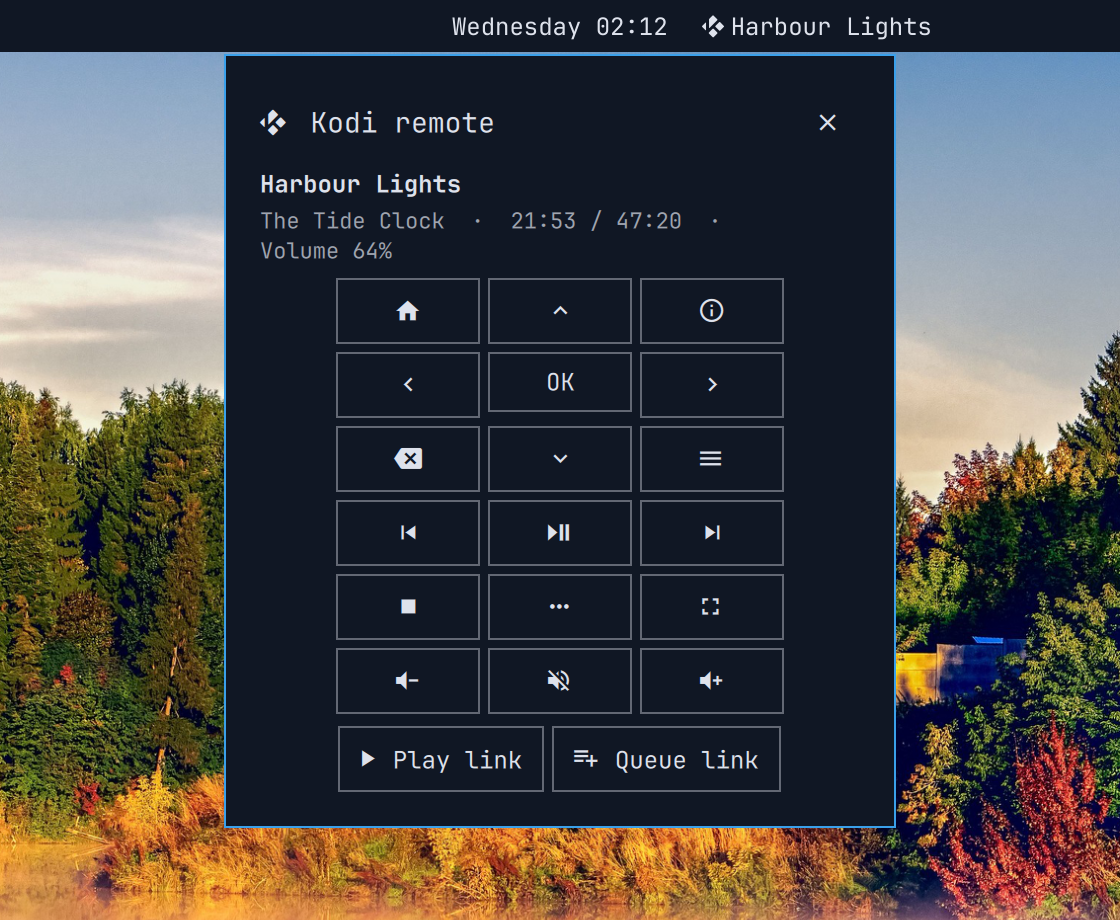 Wednesday 02:12 Harbour Lights
Kodi remote
Harbour Lights
The Tide Clock · 21:53 / 47:20 ·
Volume 64%
OK
Play link Queue link